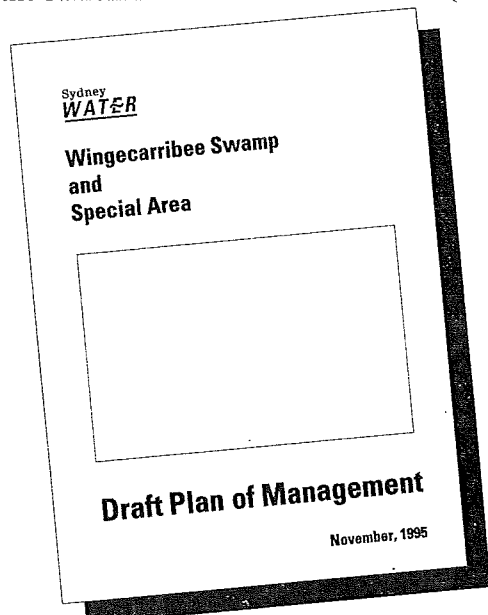 Sydney
WATER
Wingecarribee Swamp
and
Special Area
Draft Plan of Management
November, 1995